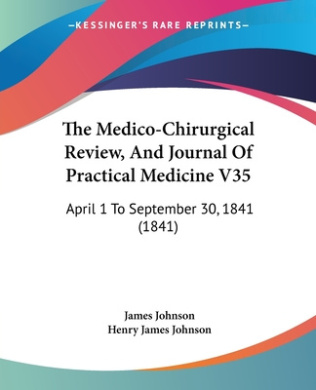 ~KESSINGER'S RARE REPRINTS~
The Medico-Chirurgical
Review, And Journal Of
Practical Medicine V35
April 1 To September 30, 1841
(1841)
James Johnson
Henry James Johnson